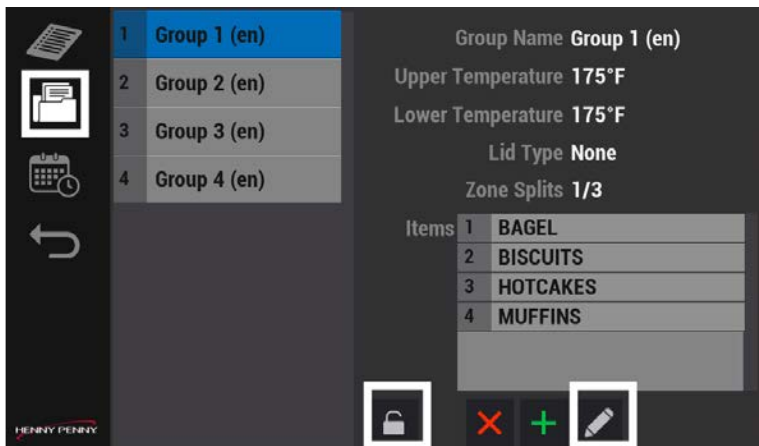 1 Group 1 (en)
2 Group 2 (en)
3 Group 3 (en)
4 Group 4 (en)
Group Name Group 1 (en)
Upper Temperature 175°F
Lower Temperature 175°F
Lid Type None
Zone Splits 1/3
Items 1 BAGEL
2 BISCUITS
3 HOTCAKES
4 MUFFINS
HENNY PENNY